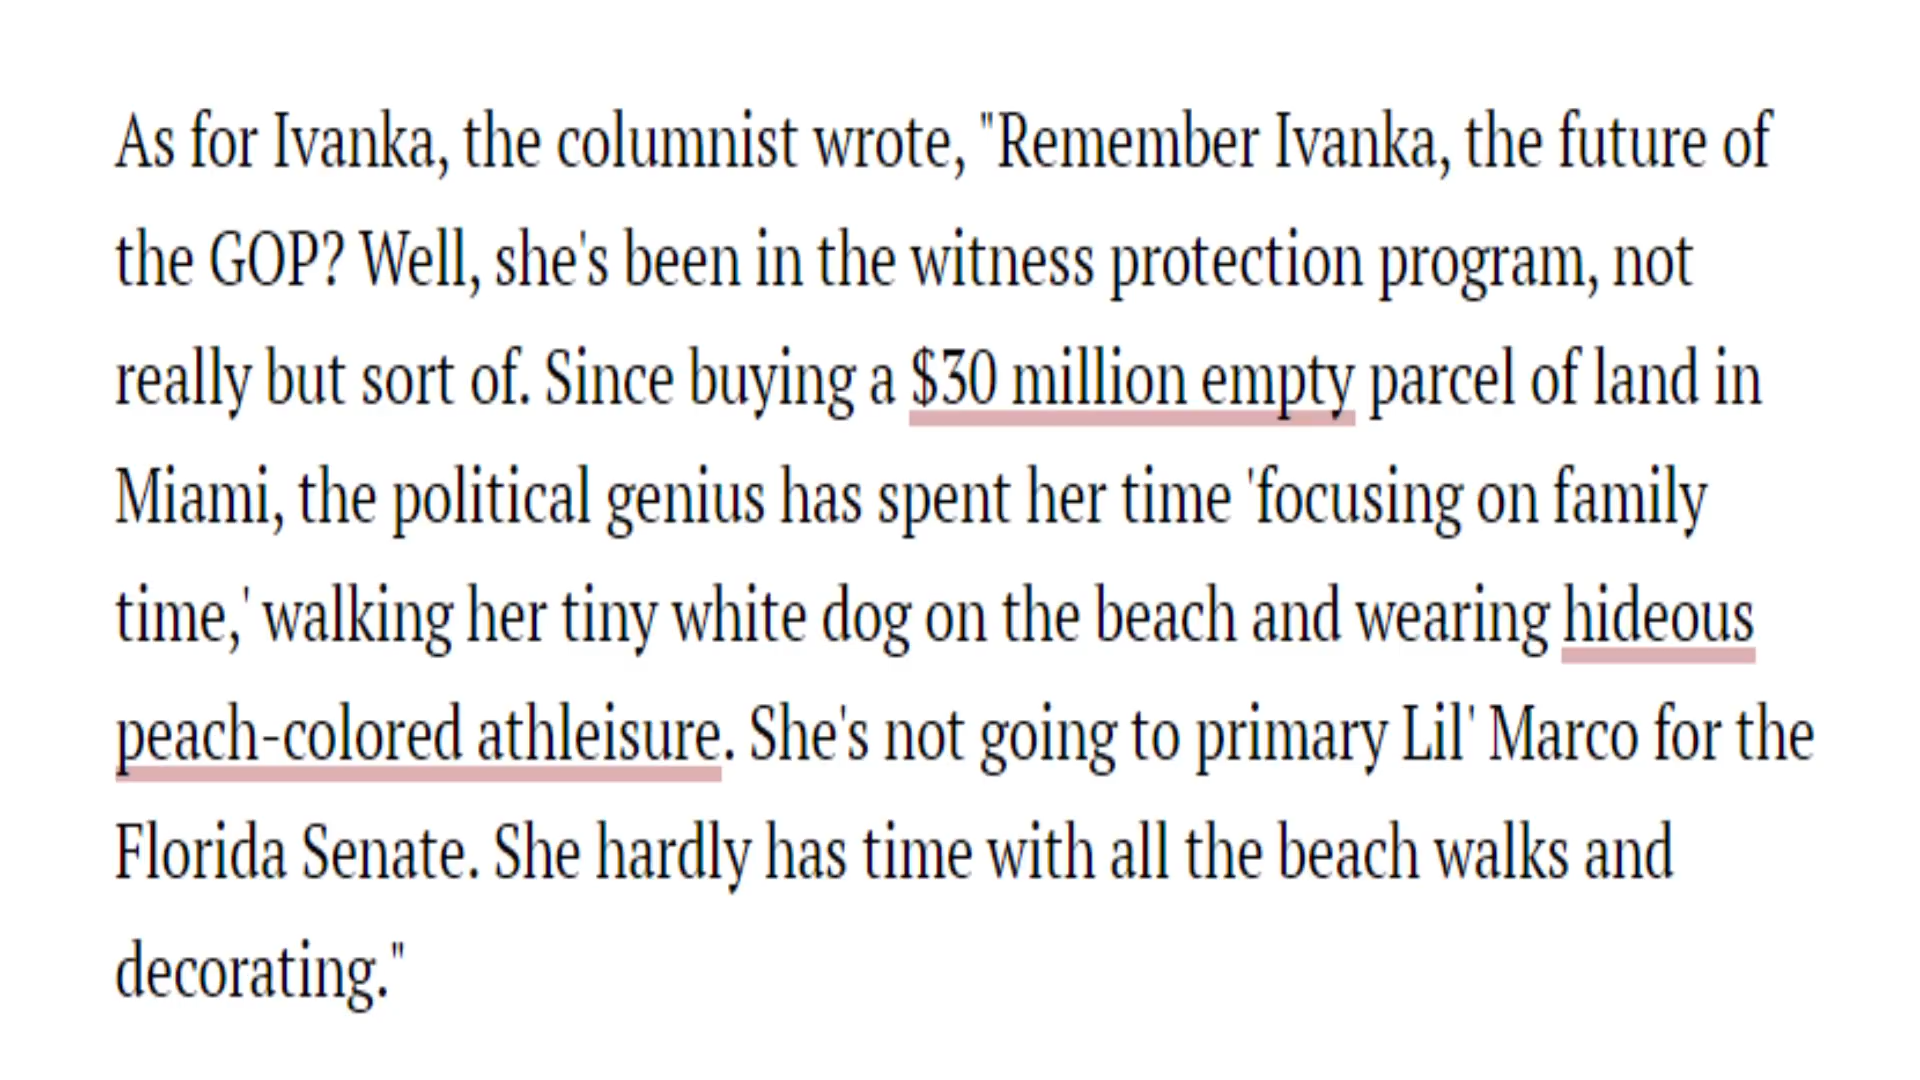 As for Ivanka, the columnist wrote, "Remember Ivanka, the future of
the GOP? Well, she's been in the witness protection program, not
really but sort of. Since buying a $30 million empty parcel of land in
Miami, the political genius has spent her time 'focusing on family
time,' walking her tiny white dog on the beach and wearing hideous
peach-colored athleisure. She's not going to primary Lil' Marco for the
Florida Senate. She hardly has time with all the beach walks and
decorating."